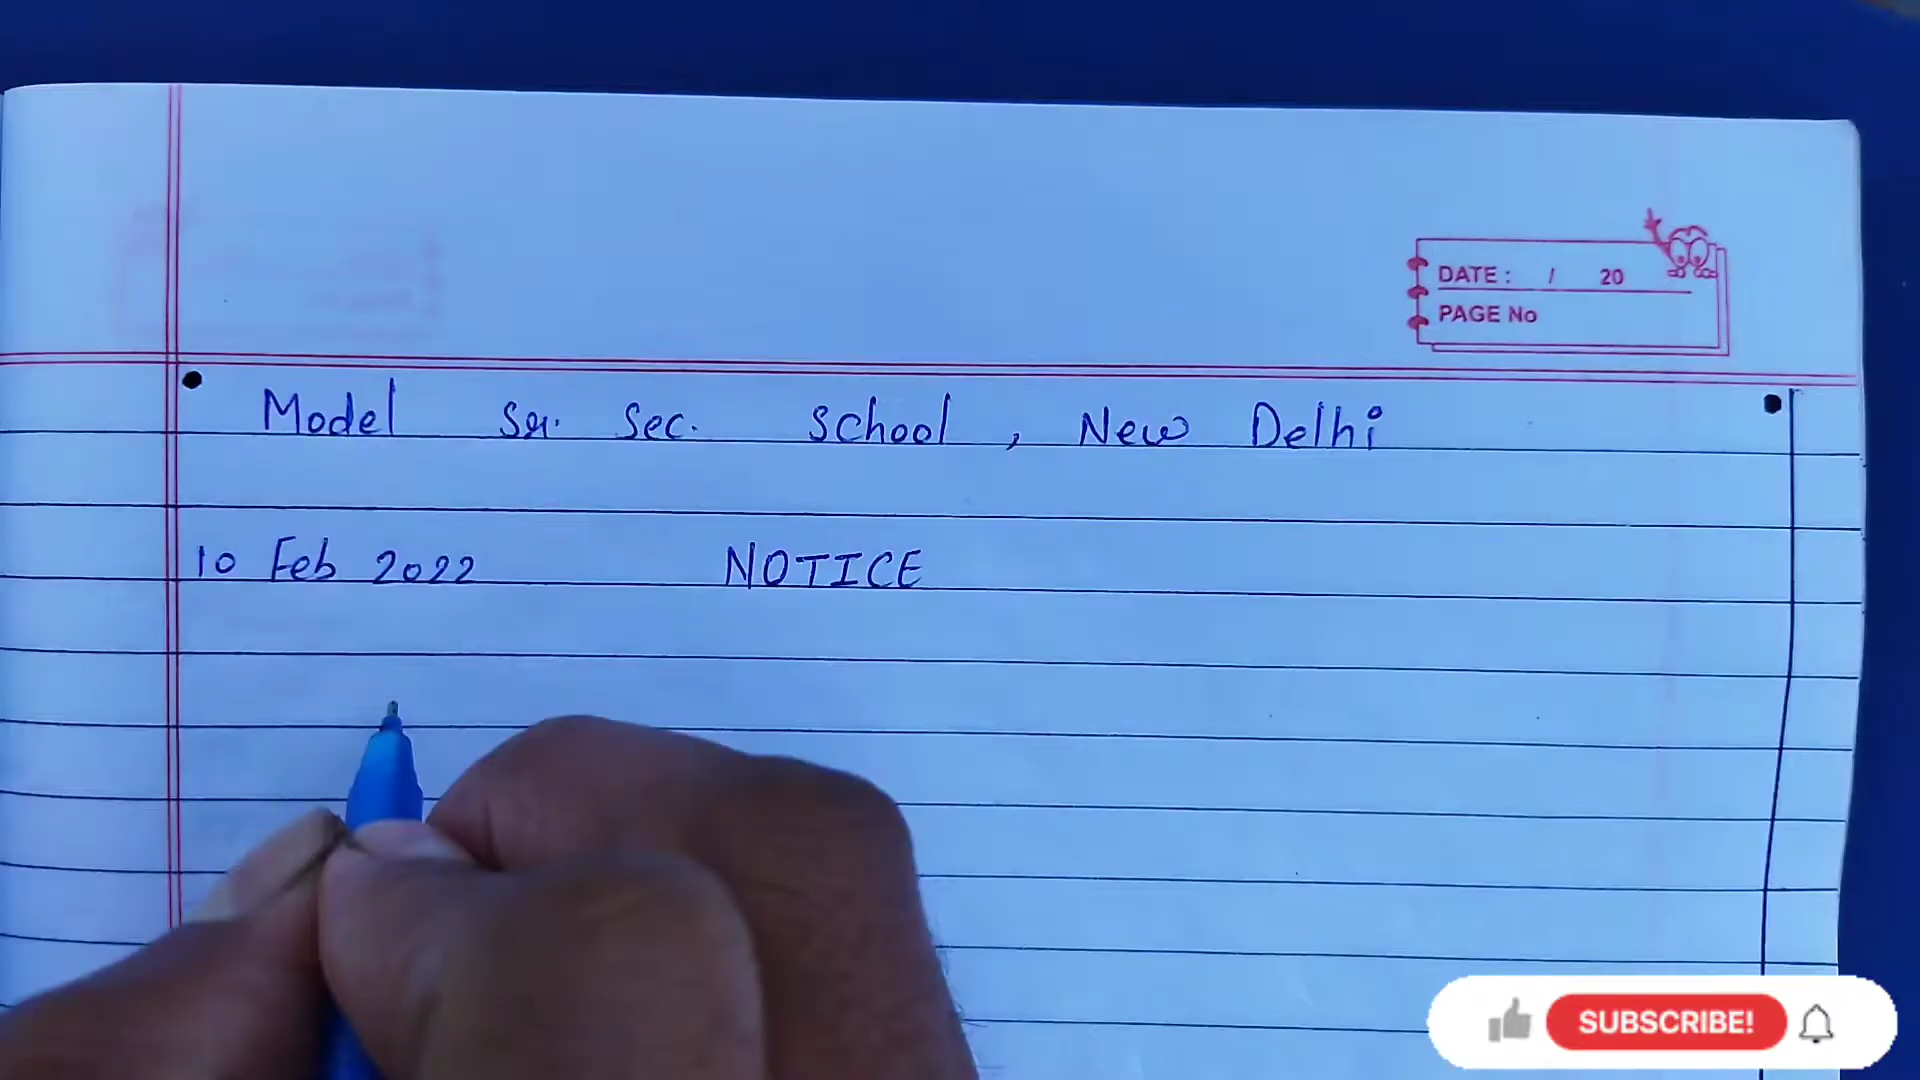 DATE : / 20
PAGE No
Model Sr. Sec. School, New Delhi
10 Feb 2022 NOTICE
SUBSCRIBE!